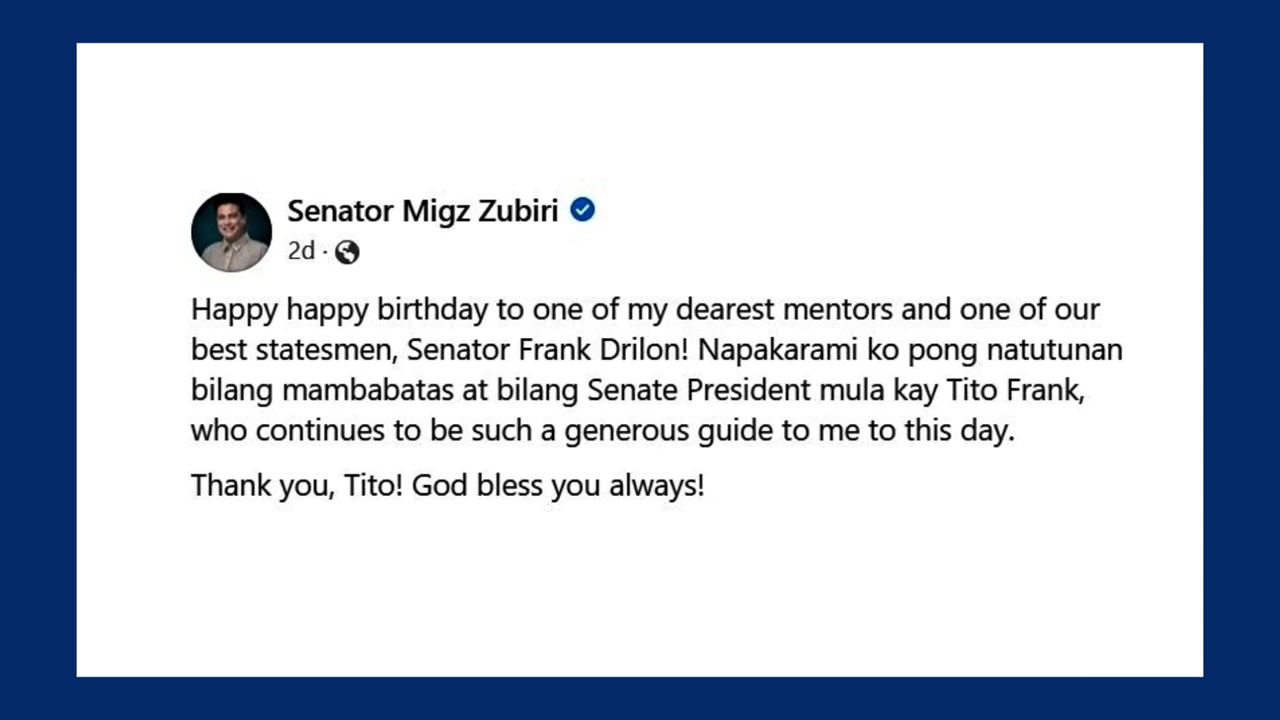 Senator Migz Zubiri
2d ·
Happy happy birthday to one of my dearest mentors and one of our
best statesmen, Senator Frank Drilon! Napakarami ko pong natutunan
bilang mambabatas at bilang Senate President mula kay Tito Frank,
who continues to be such a generous guide to me to this day.
Thank you, Tito! God bless you always!